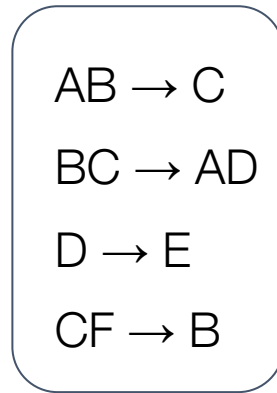 AB → C
BC → AD
D → E
CF → B